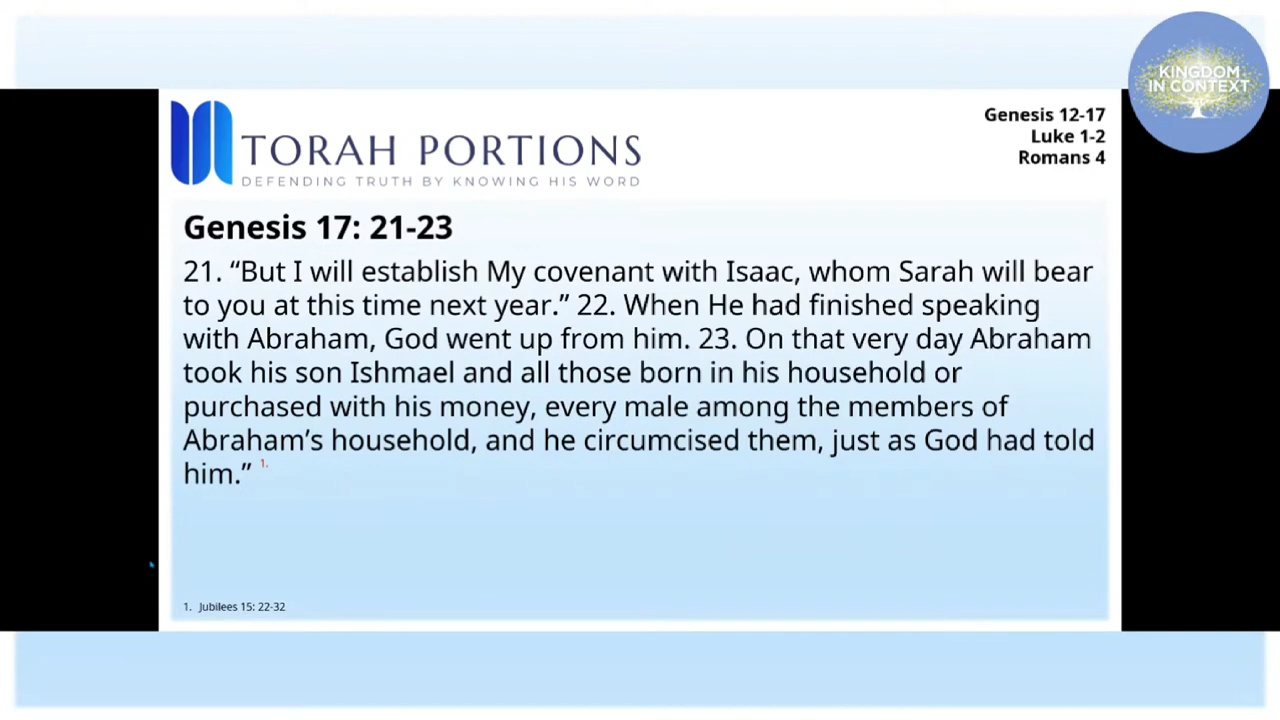 KINGDOM
IN CONTEXT
TORAH PORTIONS
DEFENDING TRUTH BY KNOWING HIS WORD
Genesis 12-17
Luke 1-2
Romans 4
Genesis 17: 21-23
21. “But I will establish My covenant with Isaac, whom Sarah will bear
to you at this time next year.” 22. When He had finished speaking
with Abraham, God went up from him. 23. On that very day Abraham
took his son Ishmael and all those born in his household or
purchased with his money, every male among the members of
Abraham’s household, and he circumcised them, just as God had told
him.” 1.
1. Jubilees 15: 22-32